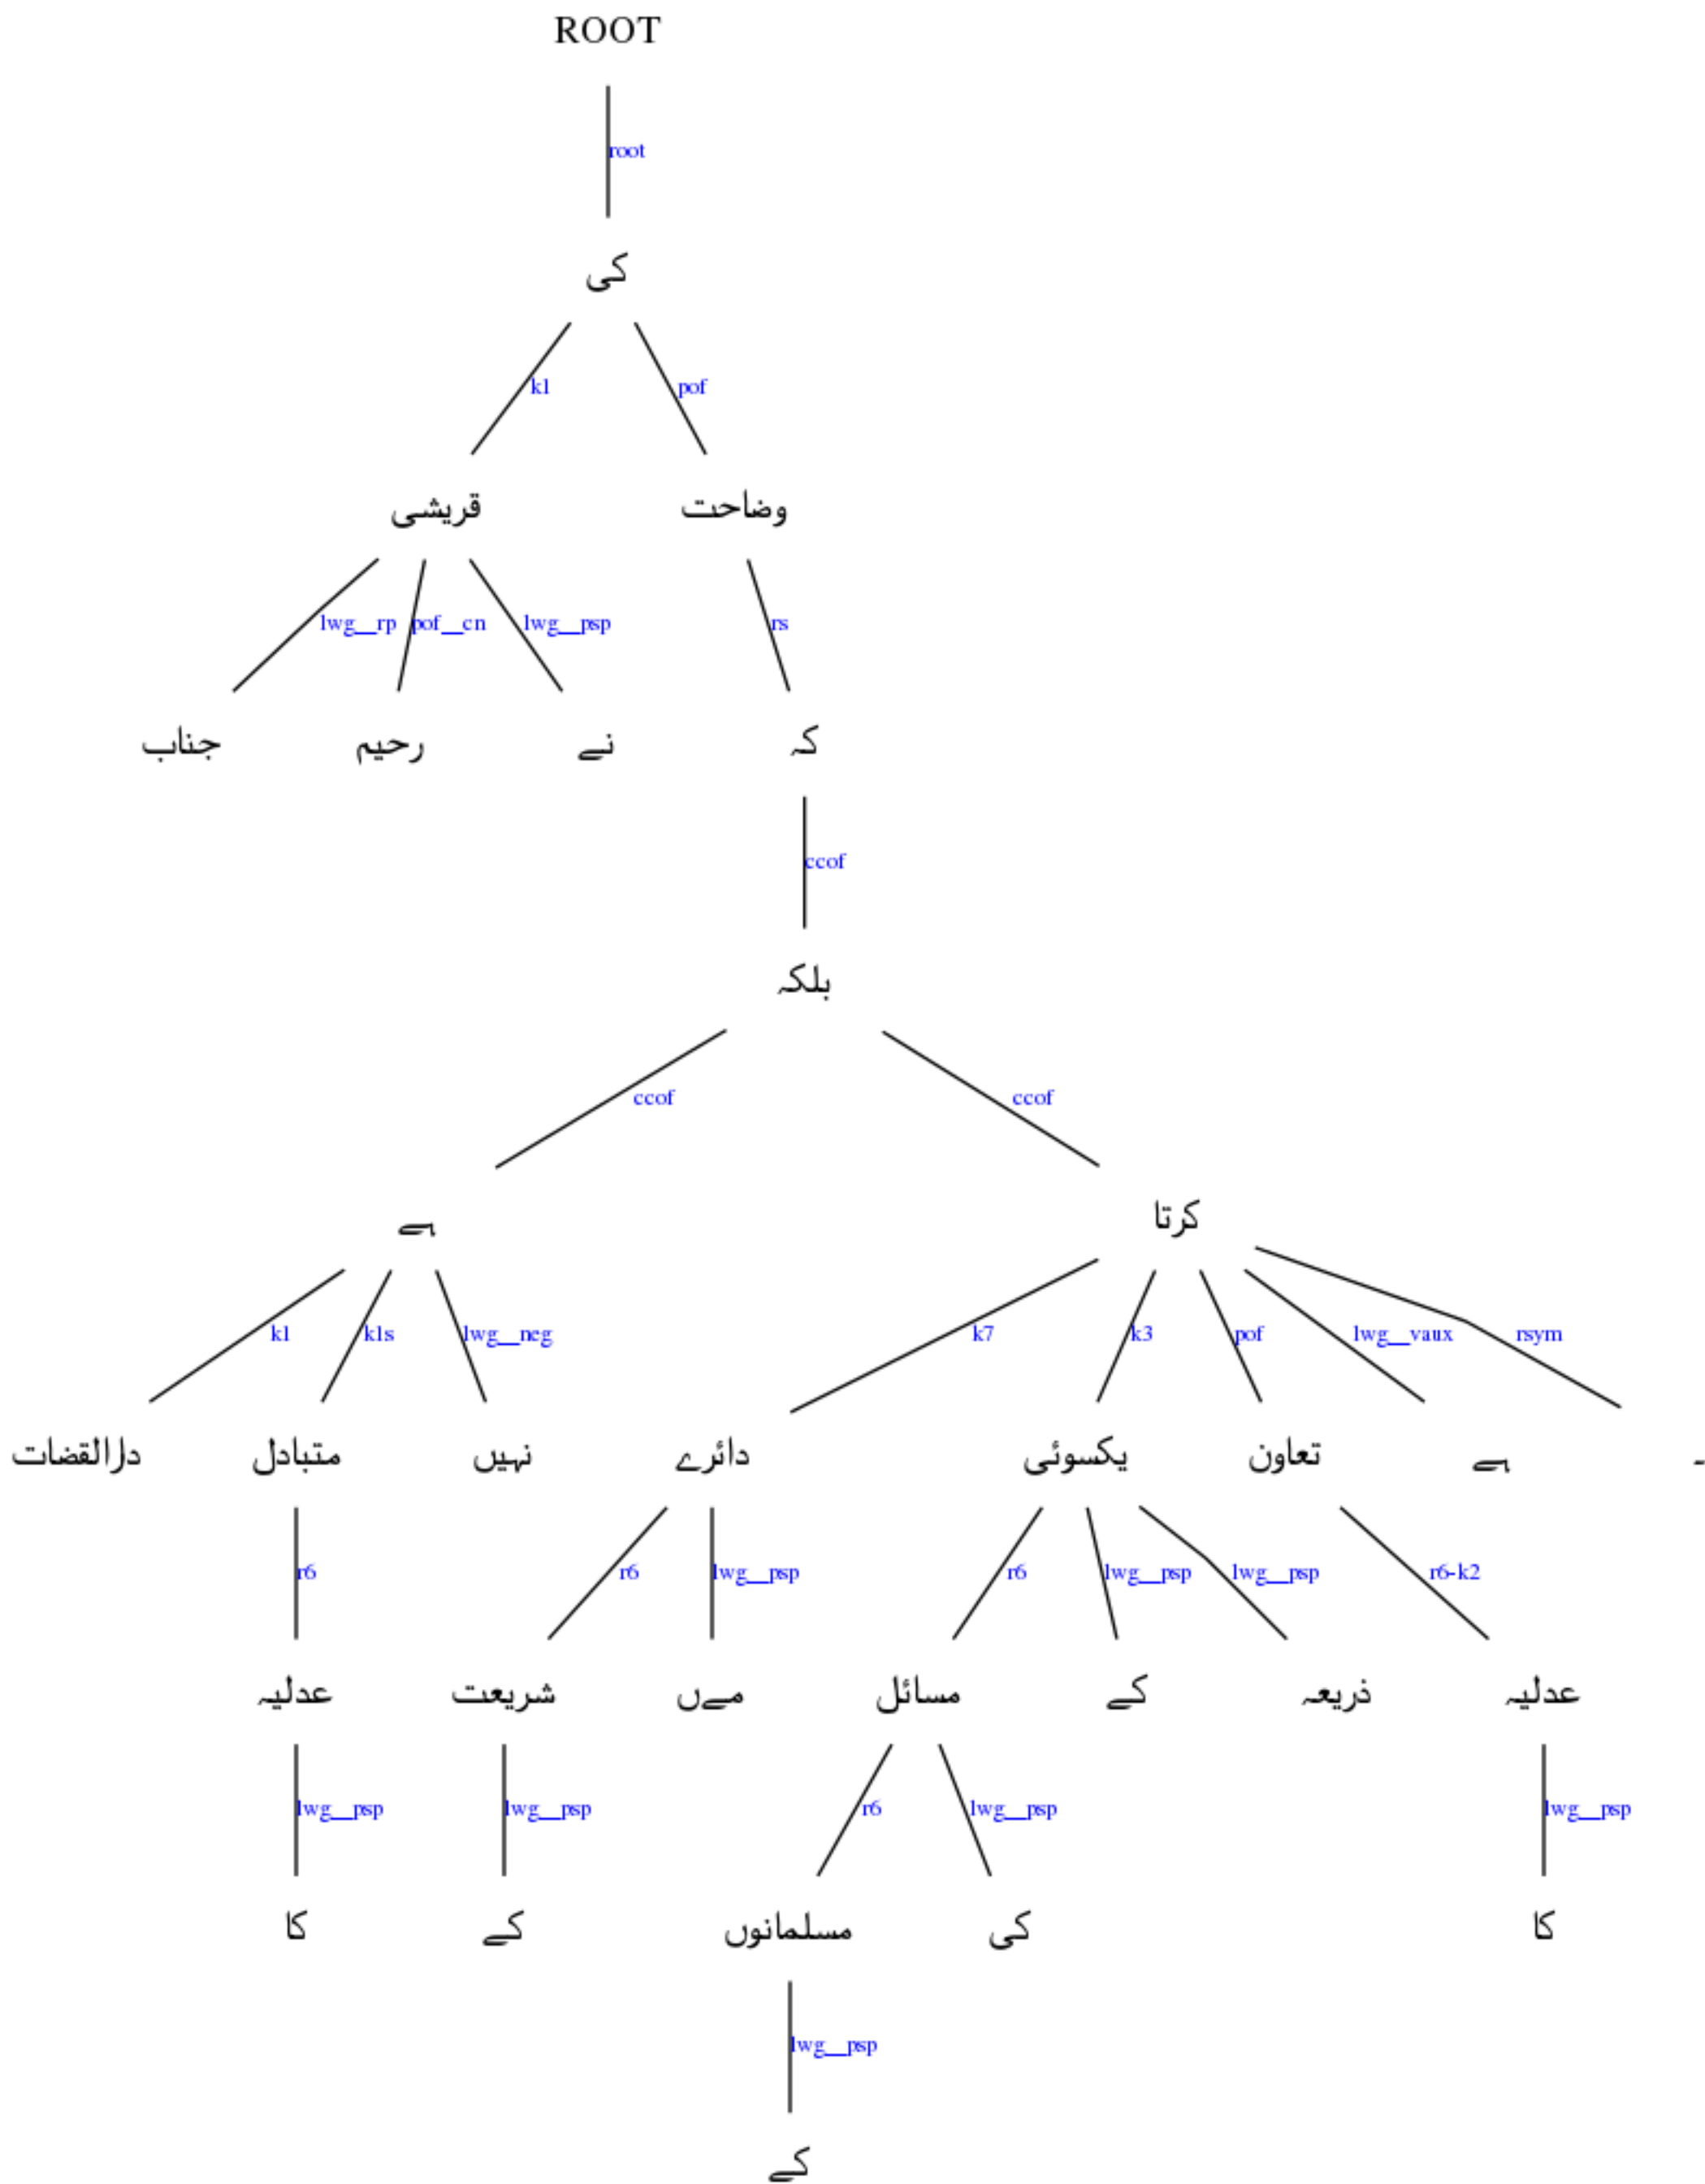 ROOT
root
کی
k1 pof
قریشی وضاحت
lwg__rp pof__cn lwg__psp rs
جناب رحیم نے کہ
ccof
بلکہ
ccof ccof
ہے کرتا
k1 k1s lwg__neg k7 k3 pof lwg__vaux rsym
دارالقضات متبادل نہیں دائرے یکسوئی تعاون ہے ۔
r6 r6 lwg__psp r6 lwg__psp lwg__psp r6-k2
عدلیہ شریعت مےں مسائل کے ذریعہ عدلیہ
lwg__psp lwg__psp r6 lwg__psp lwg__psp
کا کے مسلمانوں کی کا
lwg__psp
کے